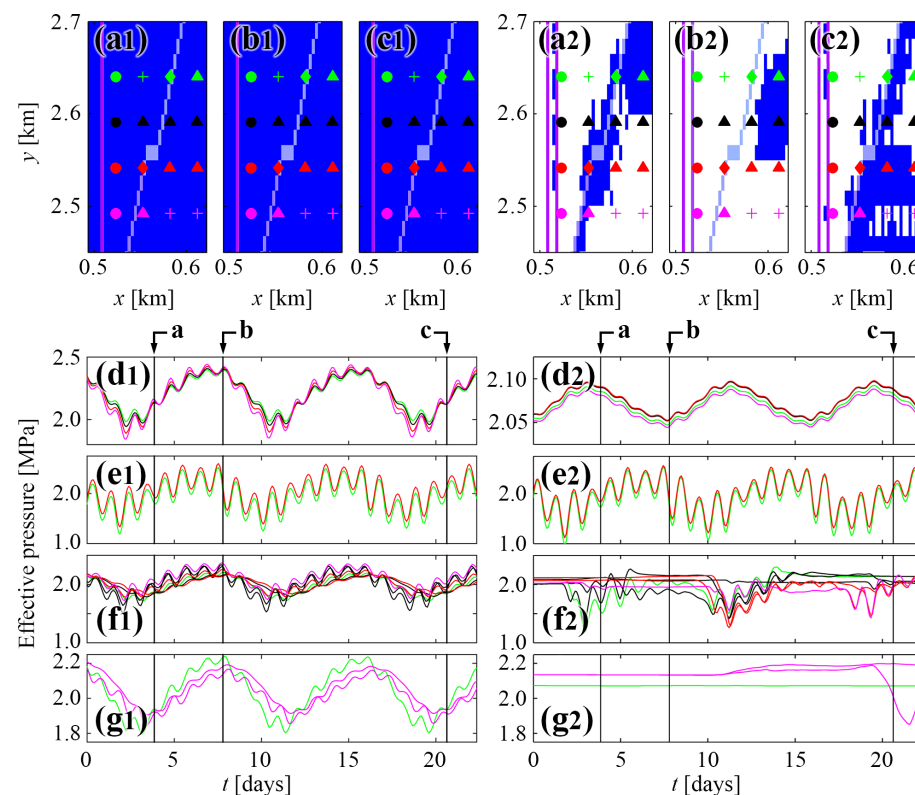 (a1) (b1) (c1) (a2) (b2) (c2)
2.7
2.6
2.5
y [km]
0.5 0.6 0.5 0.6 0.5 0.6 0.5 0.6 0.5 0.6 0.5 0.6
x [km] x [km] x [km] x [km] x [km] x [km]
a b c a b c
Effective pressure [MPa]
2.5
2.0
(d1)
2.10
2.05
(d2)
2.0
1.0
(e1)
2.0
1.0
(e2)
2.0
1.0
(f1)
2.0
1.0
(f2)
2.2
2.0
1.8
(g1)
2.2
2.0
1.8
(g2)
0 5 10 15 20 0 5 10 15 20
t [days] t [days]